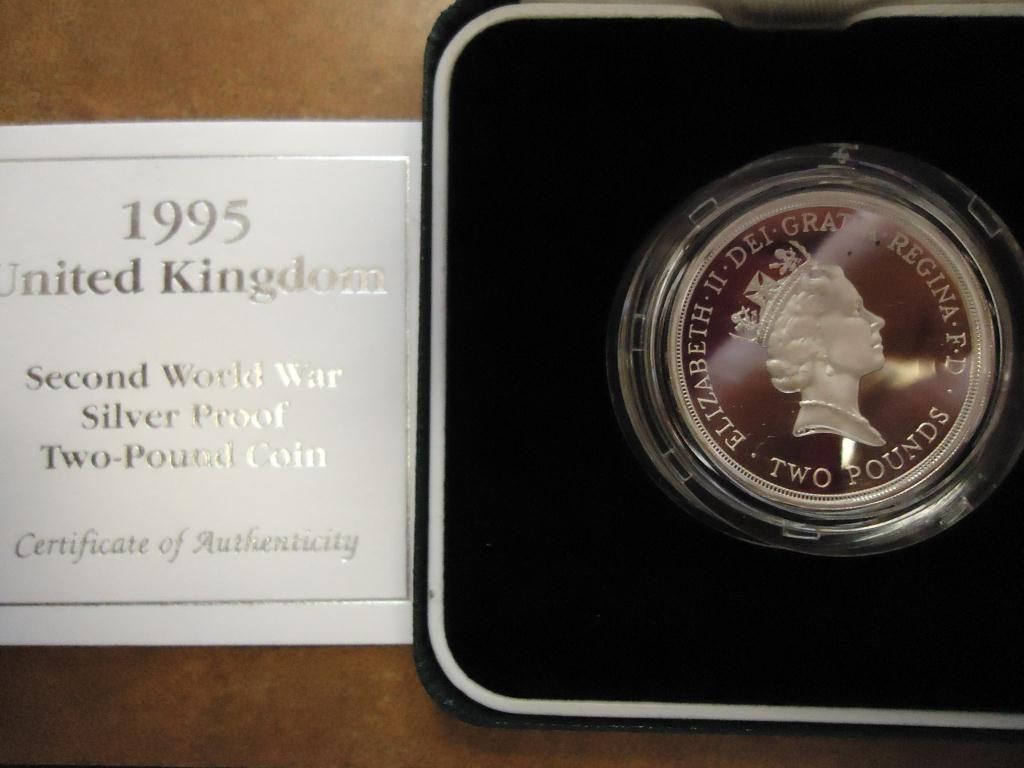 1995
United Kingdom
Second World War
Silver Proof
Two-Pound Coin
Certificate of Authenticity
ELIZABETH·II·DEI·GRATIA·REGINA·F·D·
TWO POUNDS